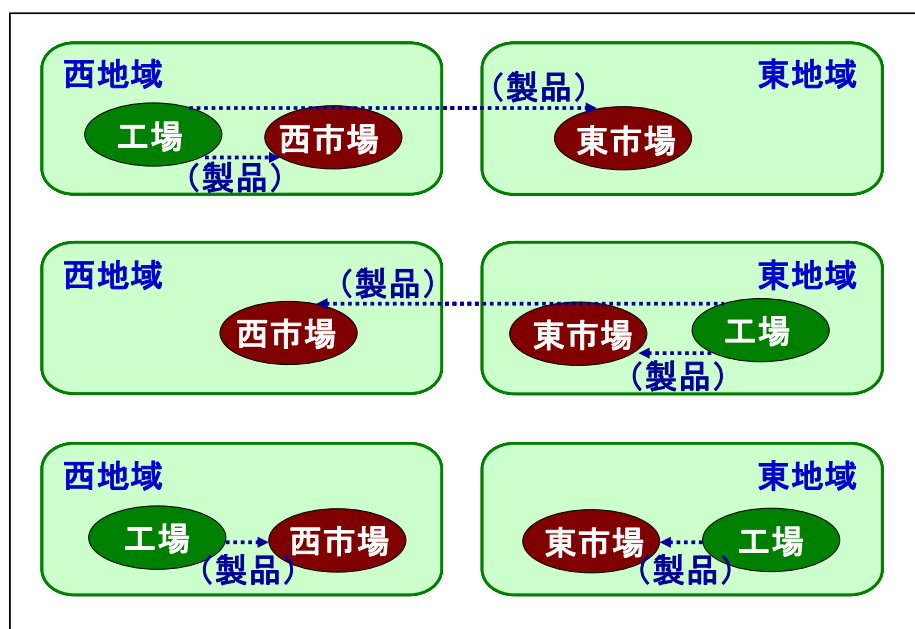 西地域
東地域
(製品)
工場
西市場
東市場
(製品)
西地域
東地域
(製品)
西市場
東市場
工場
(製品)
西地域
東地域
工場
西市場
東市場
工場
(製品)
(製品)